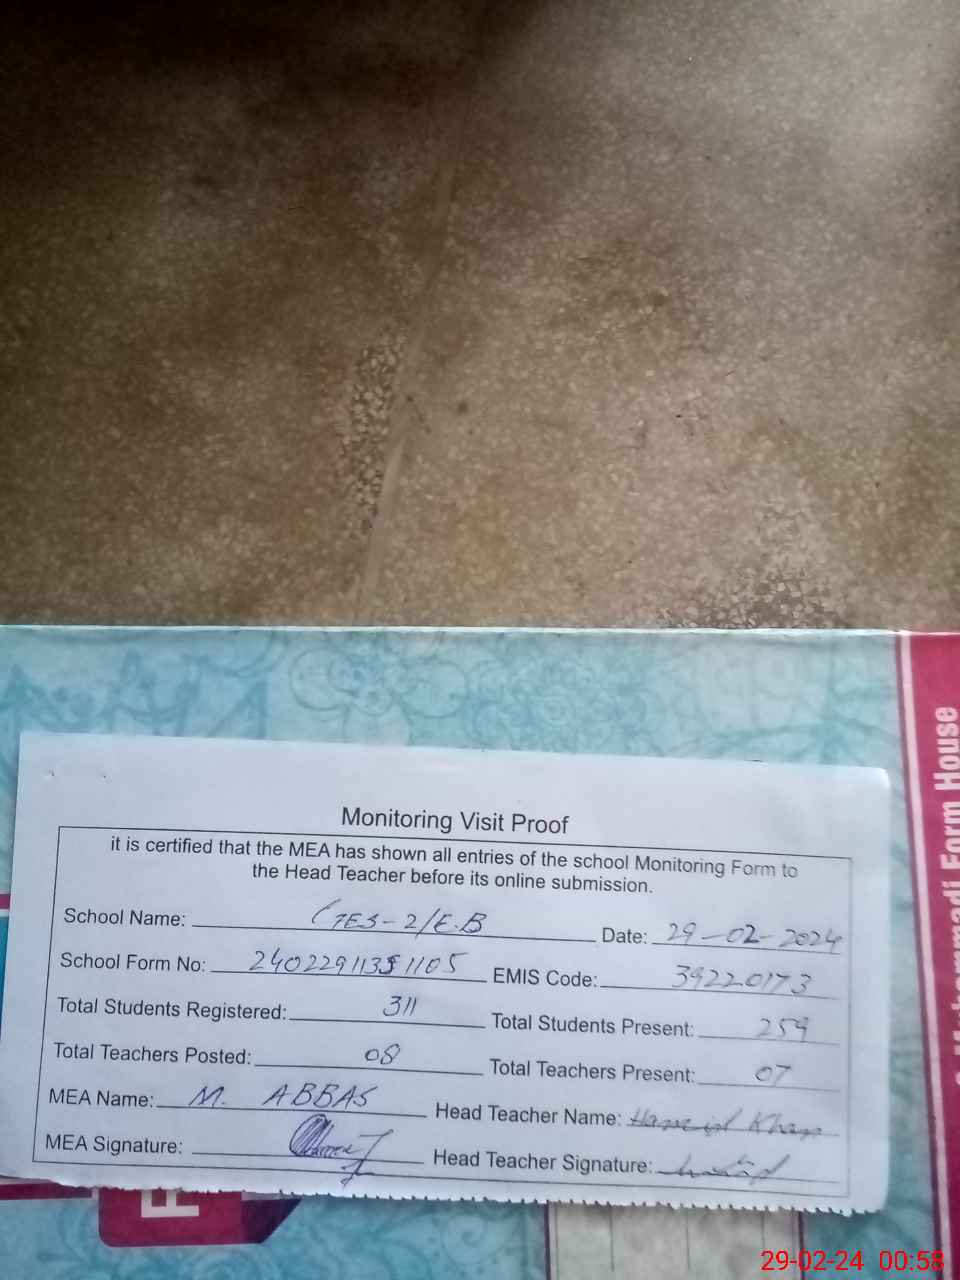 Monitoring Visit Proof
it is certified that the MEA has shown all entries of the school Monitoring Form to
the Head Teacher before its online submission.
School Name: GES-2/E.B Date: 29-02-2024
School Form No: EMIS Code: 39220173
Total Students Registered: 311 Total Students Present: 259
Total Teachers Posted: 08 Total Teachers Present: 07
MEA Name: M. ABBAS Head Teacher Name: Khan
MEA Signature: Head Teacher Signature:
Muhammadi Form House
29-02-24 00:58